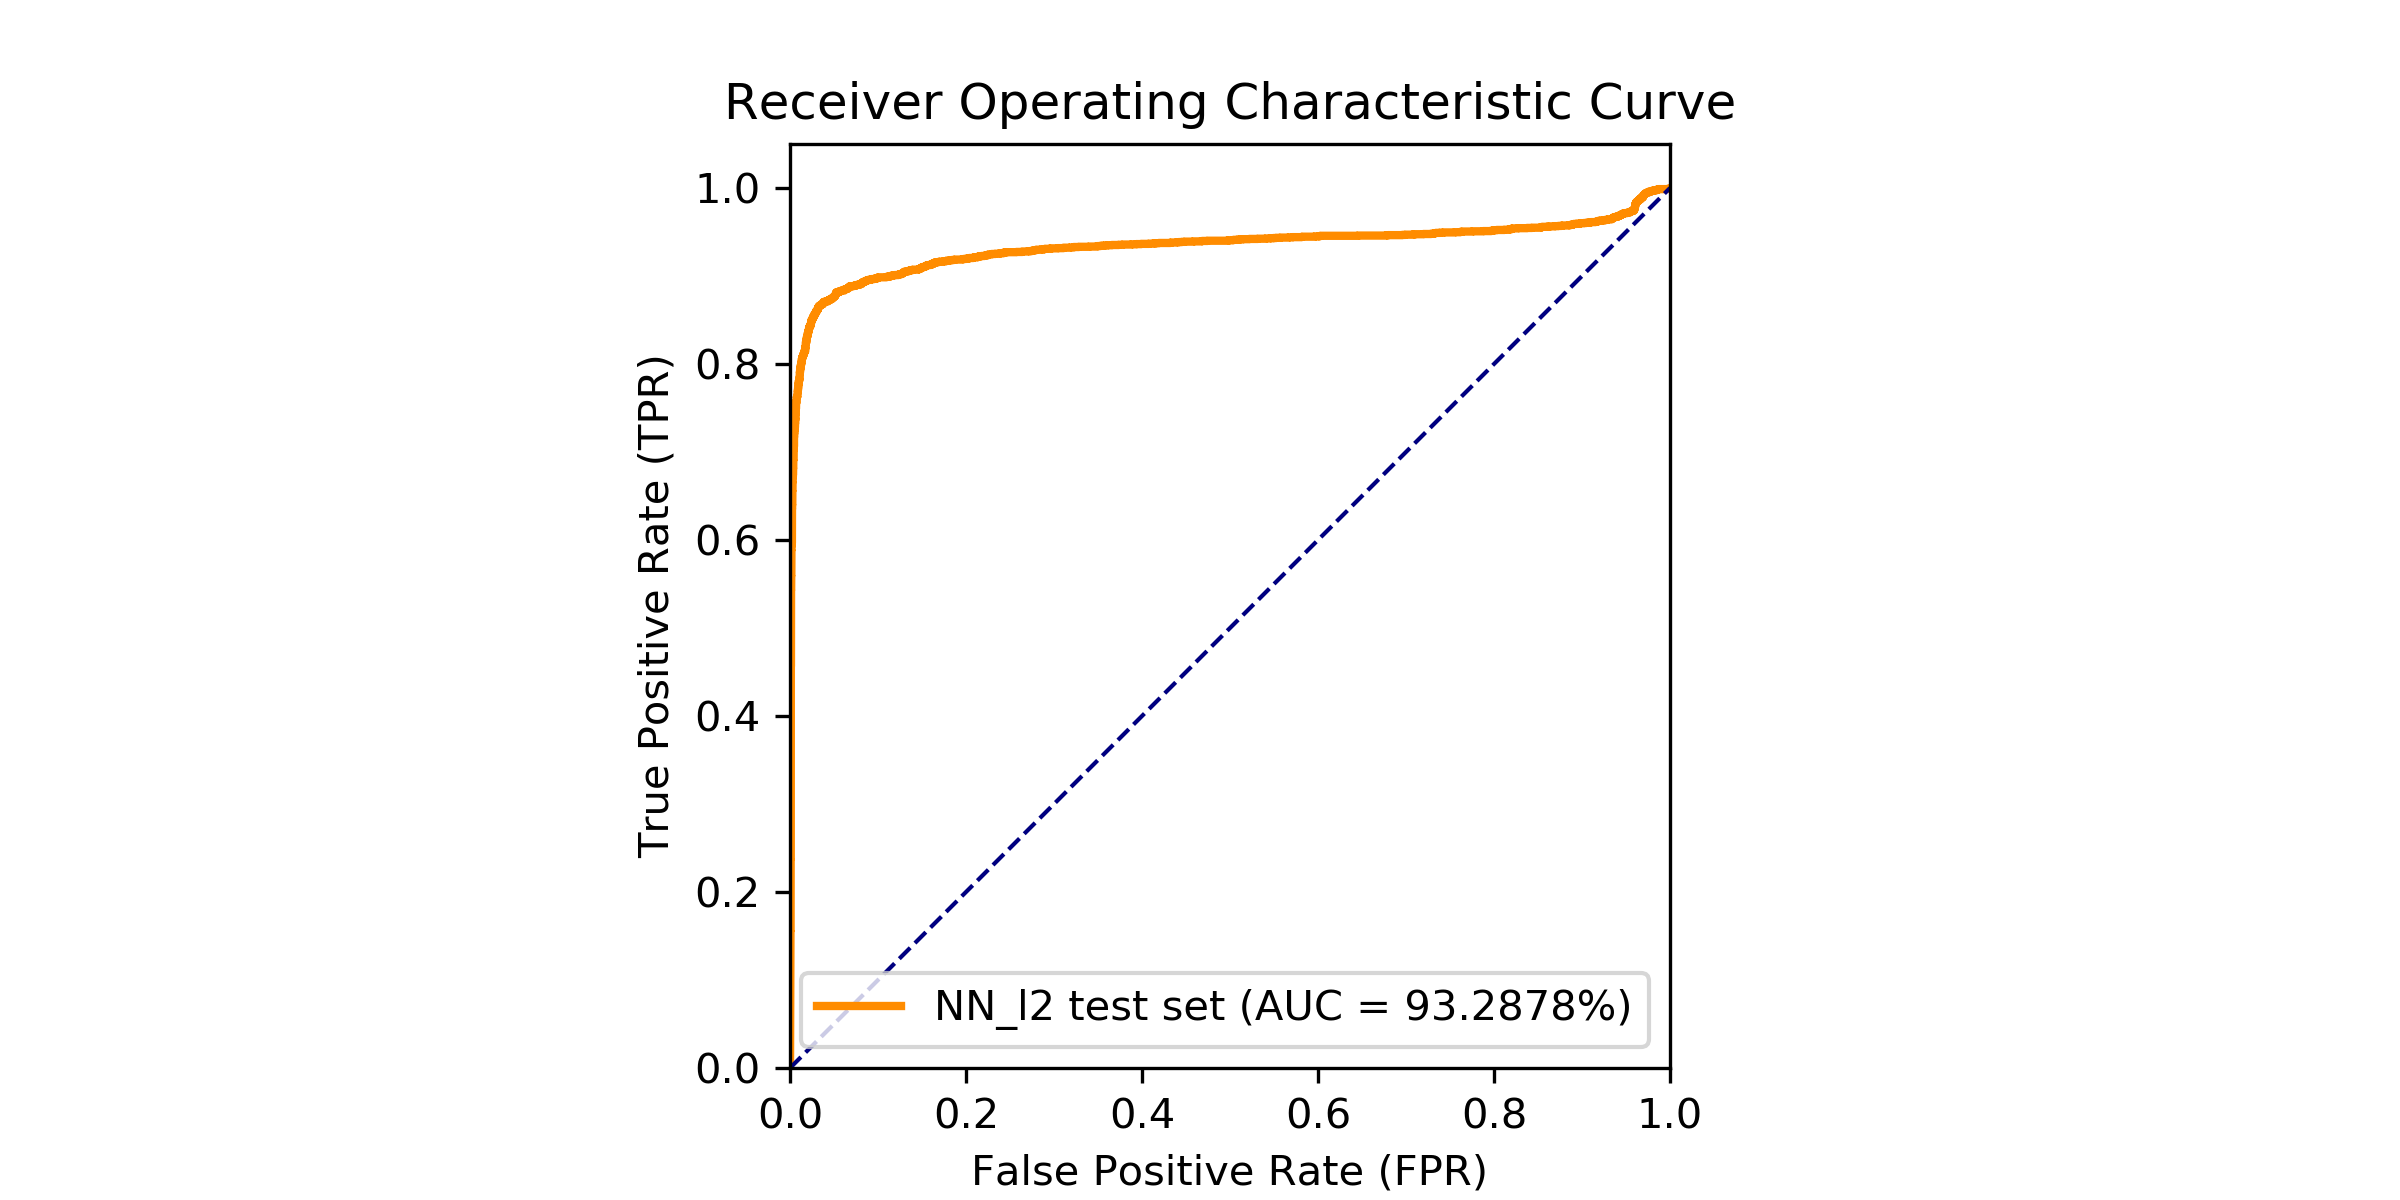 Receiver Operating Characteristic Curve
1.0
0.8
0.6
0.4
0.2
0.0
True Positive Rate (TPR)
NN_l2 test set (AUC = 93.2878%)
0.0 0.2 0.4 0.6 0.8 1.0
False Positive Rate (FPR)